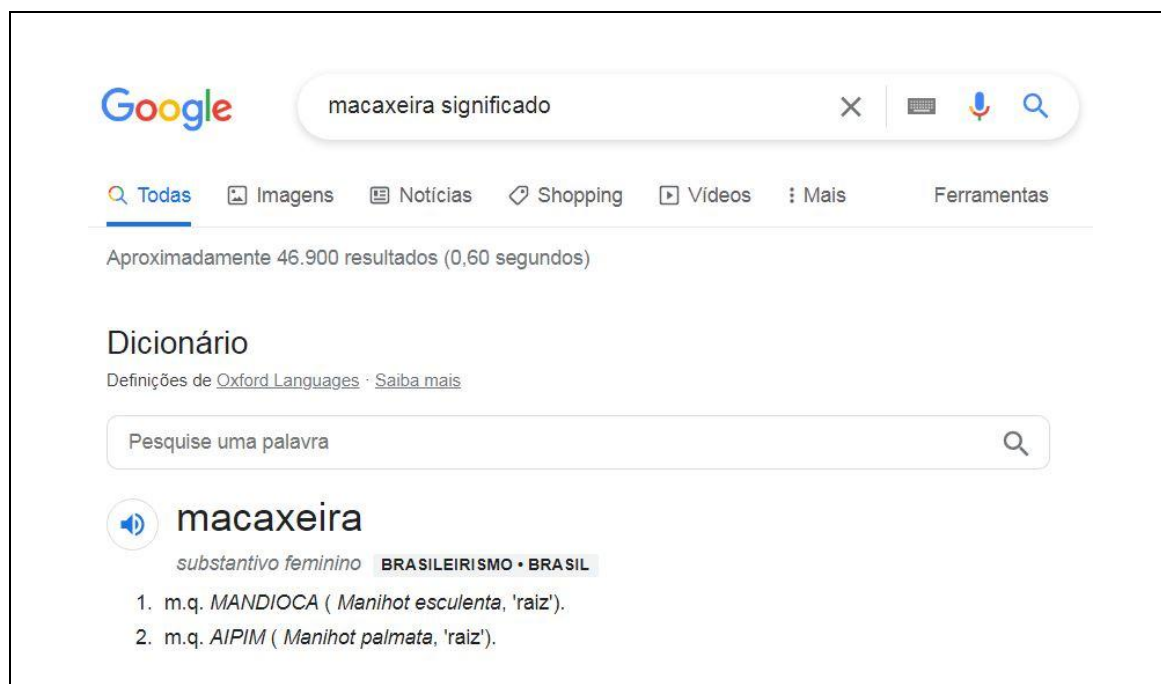 Google macaxeira significado
Todas Imagens Notícias Shopping Vídeos Mais Ferramentas
Aproximadamente 46.900 resultados (0,60 segundos)
Dicionário
Definições de Oxford Languages · Saiba mais
Pesquise uma palavra
macaxeira
substantivo feminino BRASILEIRISMO • BRASIL
1. m.q. MANDIOCA ( Manihot esculenta, 'raiz').
2. m.q. AIPIM ( Manihot palmata, 'raiz').